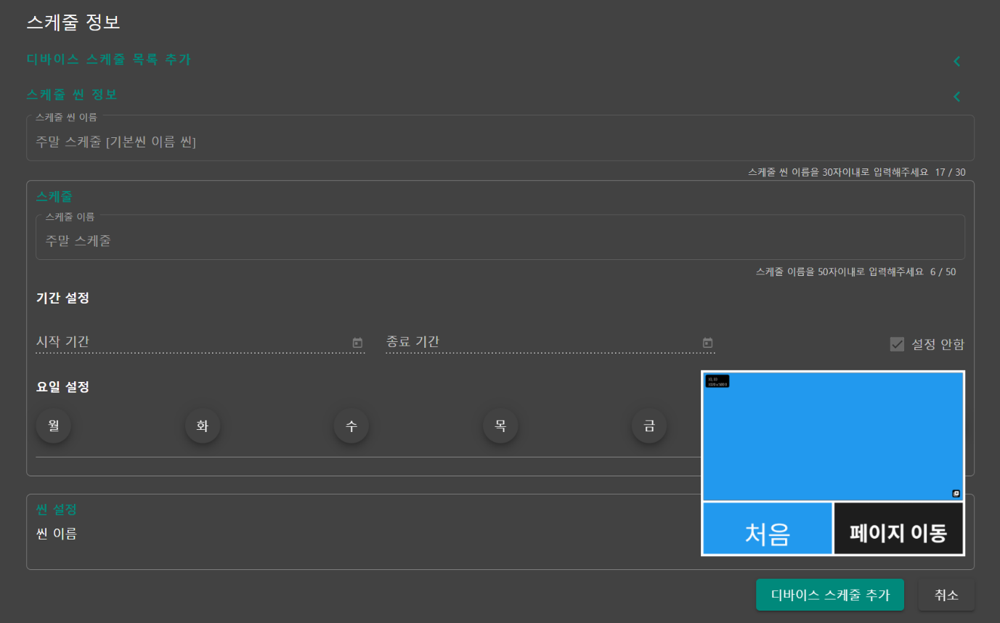 스케줄 정보
디바이스 스케줄 목록 추가
스케줄 씬 정보
스케줄 씬 이름
주말 스케줄 [기본씬 이름 씬]
스케줄 씬 이름을 30자이내로 입력해주세요 17 / 30
스케줄
스케줄 이름
주말 스케줄
스케줄 이름을 50자이내로 입력해주세요 6 / 50
기간 설정
시작 기간 종료 기간 설정 안함
요일 설정
월 화 수 목 금
씬 설정
씬 이름
처음 페이지 이동
디바이스 스케줄 추가 취소